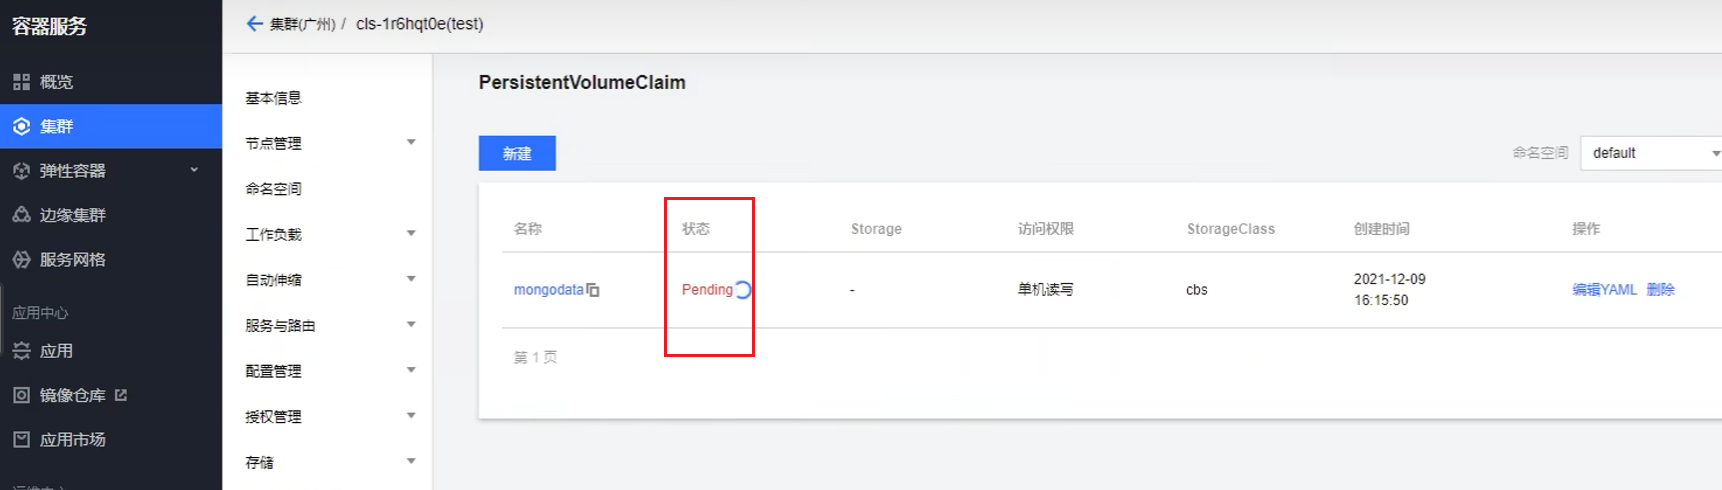 容器服务
概览
集群
弹性容器
边缘集群
服务网格
应用中心
应用
镜像仓库
应用市场
集群(广州) / cls-1r6hqt0e(test)
基本信息
节点管理
命名空间
工作负载
自动伸缩
服务与路由
配置管理
授权管理
存储
PersistentVolumeClaim
新建
命名空间 default
名称 状态 Storage 访问权限 StorageClass 创建时间 操作
mongodata Pending - 单机读写 cbs 2021-12-09 编辑YAML 删除
16:15:50
第 1 页